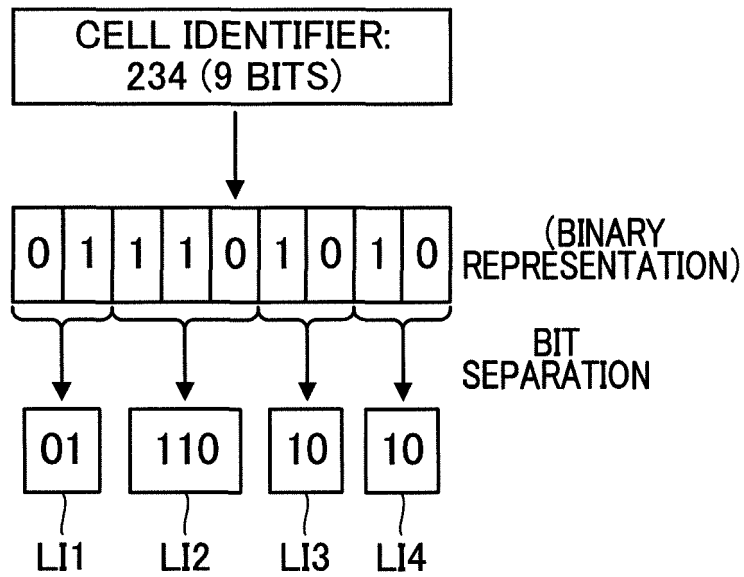 CELL IDENTIFIER:
234 (9 BITS)
0 1 1 1 0 1 0 1 0
(BINARY
REPRESENTATION)
BIT
SEPARATION
01 110 10 10
LI1 LI2 LI3 LI4